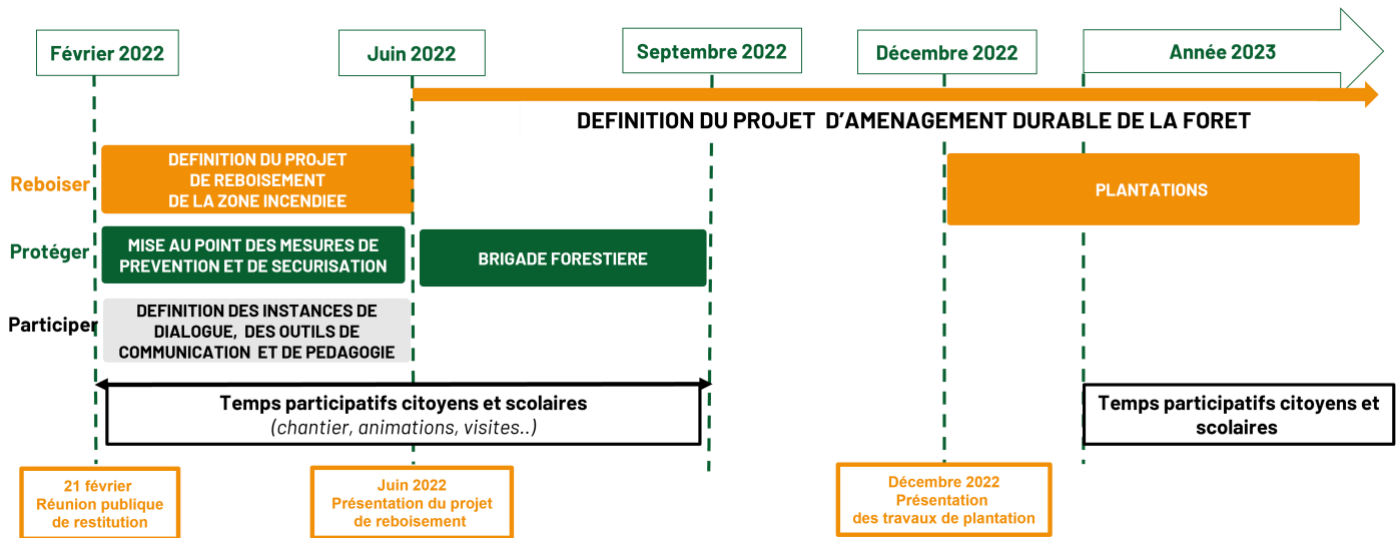 Février 2022
Juin 2022
Septembre 2022
Décembre 2022
Année 2023
DEFINITION DU PROJET D’AMENAGEMENT DURABLE DE LA FORET
Reboiser
DEFINITION DU PROJET
DE REBOISEMENT
DE LA ZONE INCENDIEE
PLANTATIONS
Protéger
MISE AU POINT DES MESURES DE
PREVENTION ET DE SECURISATION
BRIGADE FORESTIERE
Participer
DEFINITION DES INSTANCES DE
DIALOGUE, DES OUTILS DE
COMMUNICATION ET DE PEDAGOGIE
Temps participatifs citoyens et scolaires
(chantier, animations, visites..)
Temps participatifs citoyens et
scolaires
21 février
Réunion publique
de restitution
Juin 2022
Présentation du projet
de reboisement
Décembre 2022
Présentation
des travaux de plantation